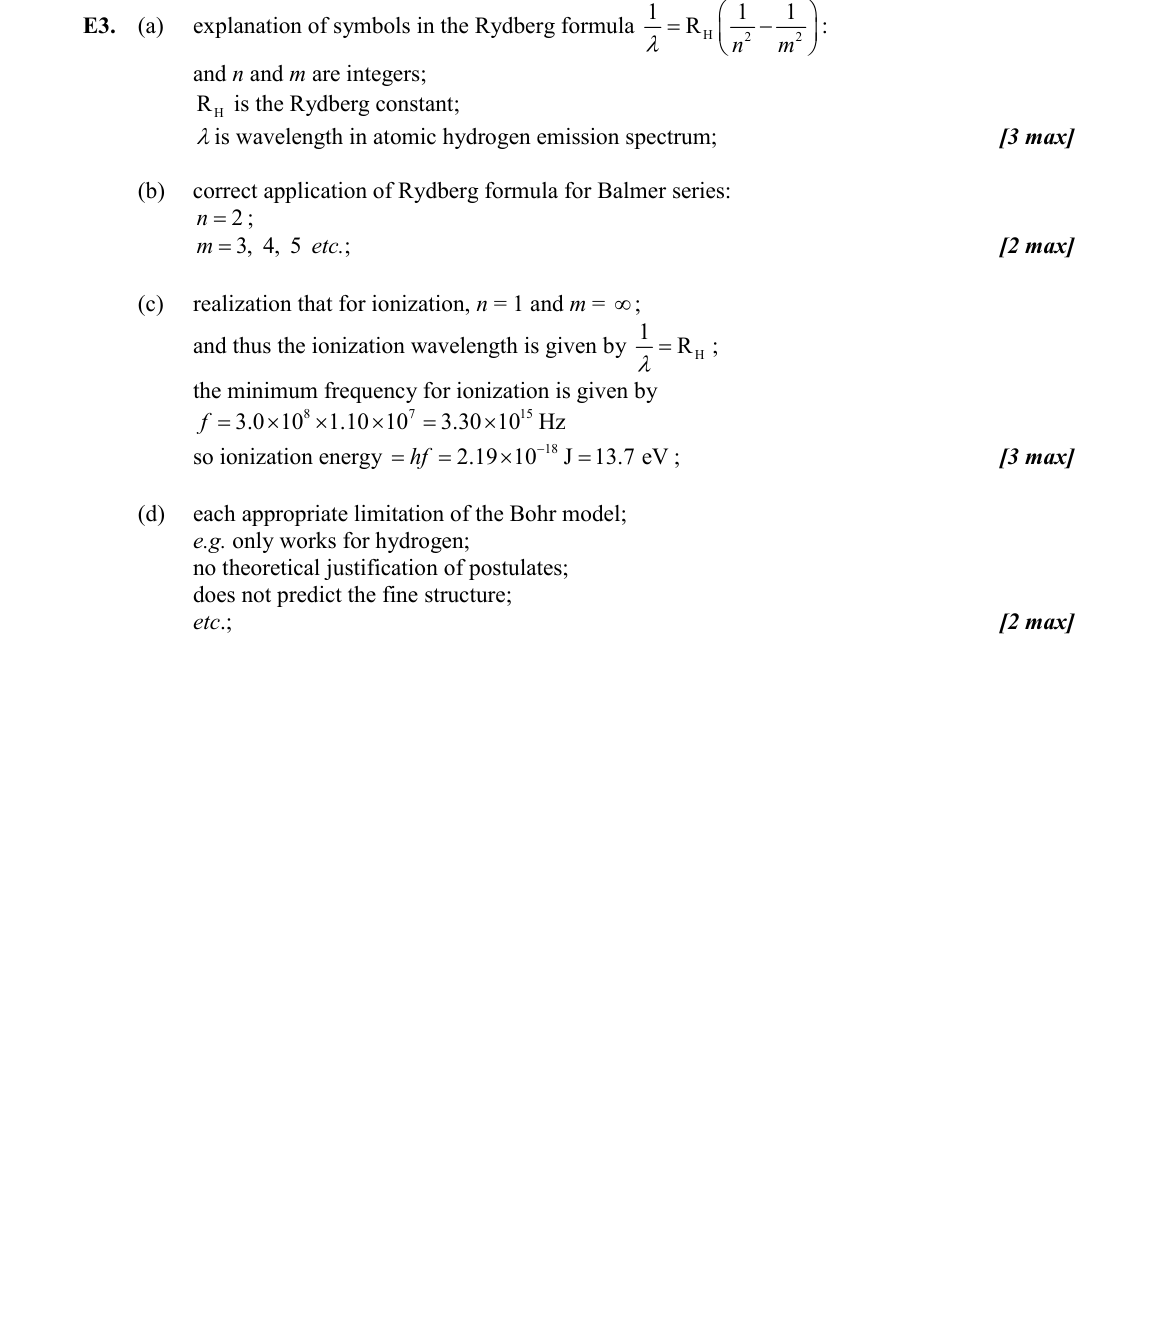 E3. (a) explanation of symbols in the Rydberg formula 1/λ = R_H (1/n² − 1/m²):
and n and m are integers;
R_H is the Rydberg constant;
λ is wavelength in atomic hydrogen emission spectrum; [3 max]
(b) correct application of Rydberg formula for Balmer series:
n = 2;
m = 3, 4, 5 etc.; [2 max]
(c) realization that for ionization, n = 1 and m = ∞;
and thus the ionization wavelength is given by 1/λ = R_H;
the minimum frequency for ionization is given by
f = 3.0×10⁸ ×1.10×10⁷ = 3.30×10¹⁵ Hz
so ionization energy = hf = 2.19×10⁻¹⁸ J = 13.7 eV; [3 max]
(d) each appropriate limitation of the Bohr model;
e.g. only works for hydrogen;
no theoretical justification of postulates;
does not predict the fine structure;
etc.; [2 max]